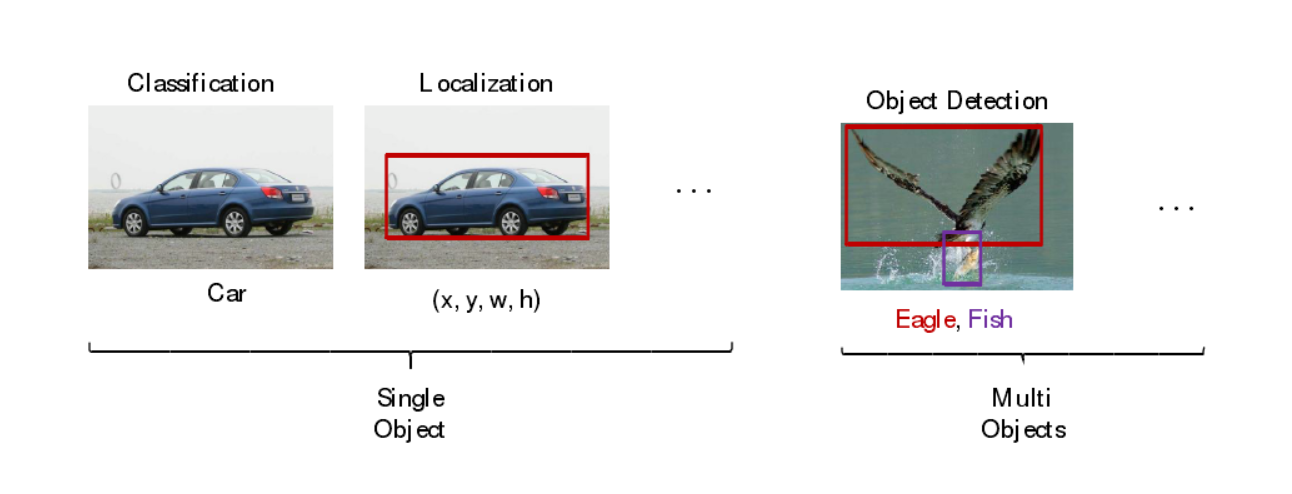 Classification
Localization
Object Detection
. . .
. . .
Car
(x, y, w, h)
Eagle, Fish
Single
Object
Multi
Objects